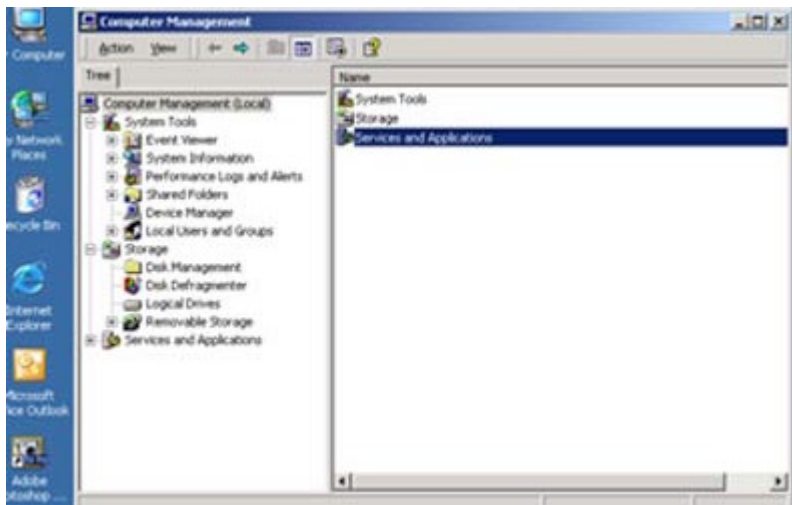 Computer Management
Action View
Tree
Name
Computer Management (Local)
System Tools
Event Viewer
System Information
Performance Logs and Alerts
Shared Folders
Device Manager
Local Users and Groups
Storage
Disk Management
Disk Defragmenter
Logical Drives
Removable Storage
Services and Applications
System Tools
Storage
Services and Applications
Computer
Network
Places
Bin
Internet
Explorer
Microsoft
Outlook
Adobe